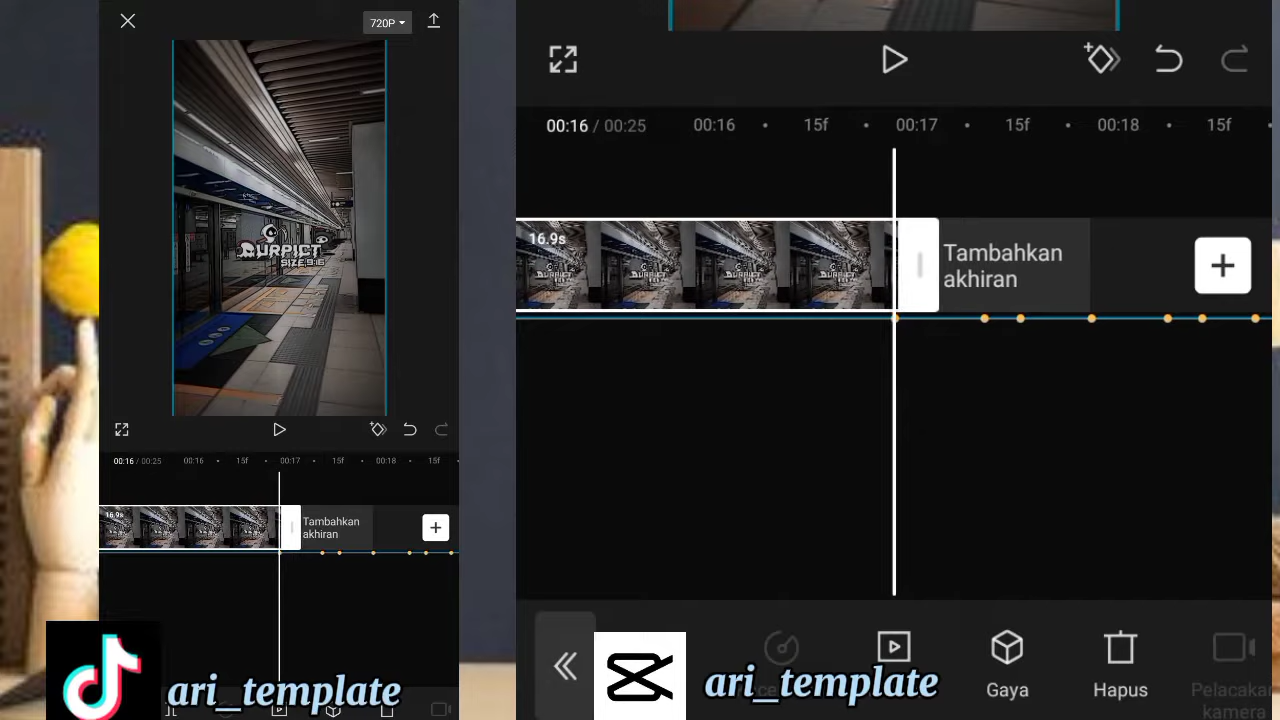 720P
DURPICT
SIZE.9:16
00:16 / 00:25 00:16 15f 00:17 15f 00:18 15f
16.9s
Tambahkan
akhiran
ari_template
00:16 / 00:25 00:16 15f 00:17 15f 00:18 15f
16.9s
Tambahkan
akhiran
Gaya
Hapus
Pelacakan
kamera
ari_template